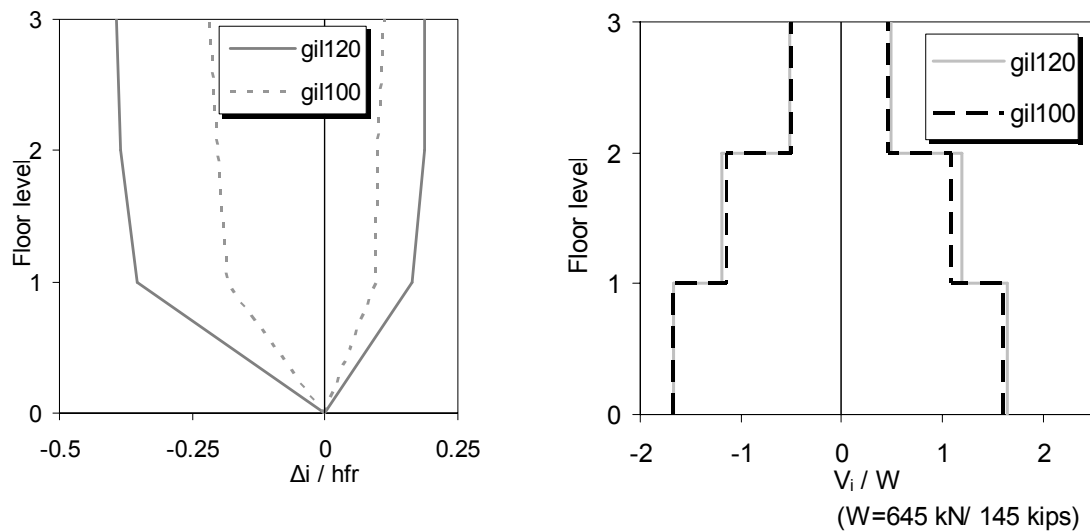 3
2
1
0
Floor level
gil120
gil100
-0.5
-0.25
0
0.25
Δi / hfr
3
2
1
0
Floor level
gil120
gil100
-2
-1
0
1
2
Vi / W
(W=645 kN/ 145 kips)